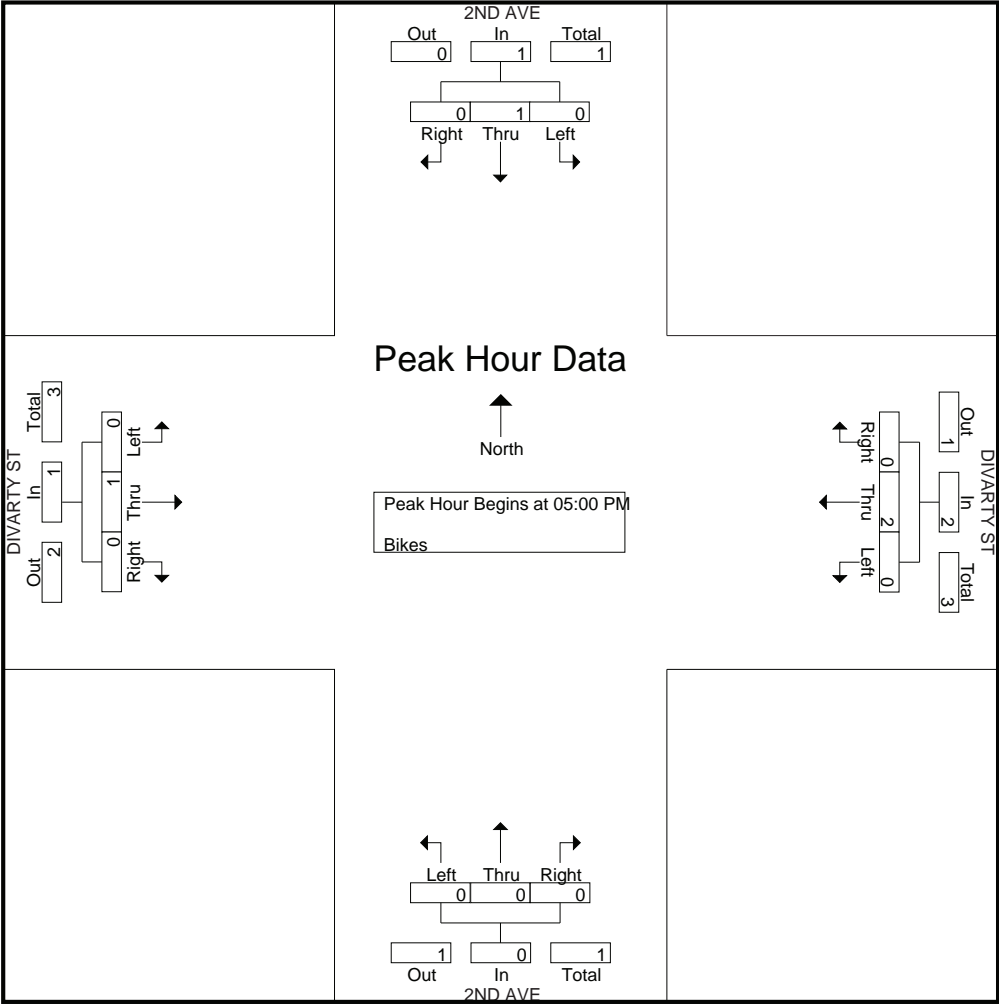 2ND AVE
Out In Total
0 1 1
0 1 0
Right Thru Left
Peak Hour Data
North
Peak Hour Begins at 05:00 PM
Bikes
DIVARTY ST
Total In Out
3 1 2
0 1 0
Left Thru Right
DIVARTY ST
Out In Total
1 2 3
0 2 0
Right Thru Left
Left Thru Right
0 0 0
1 0 1
Out In Total
2ND AVE